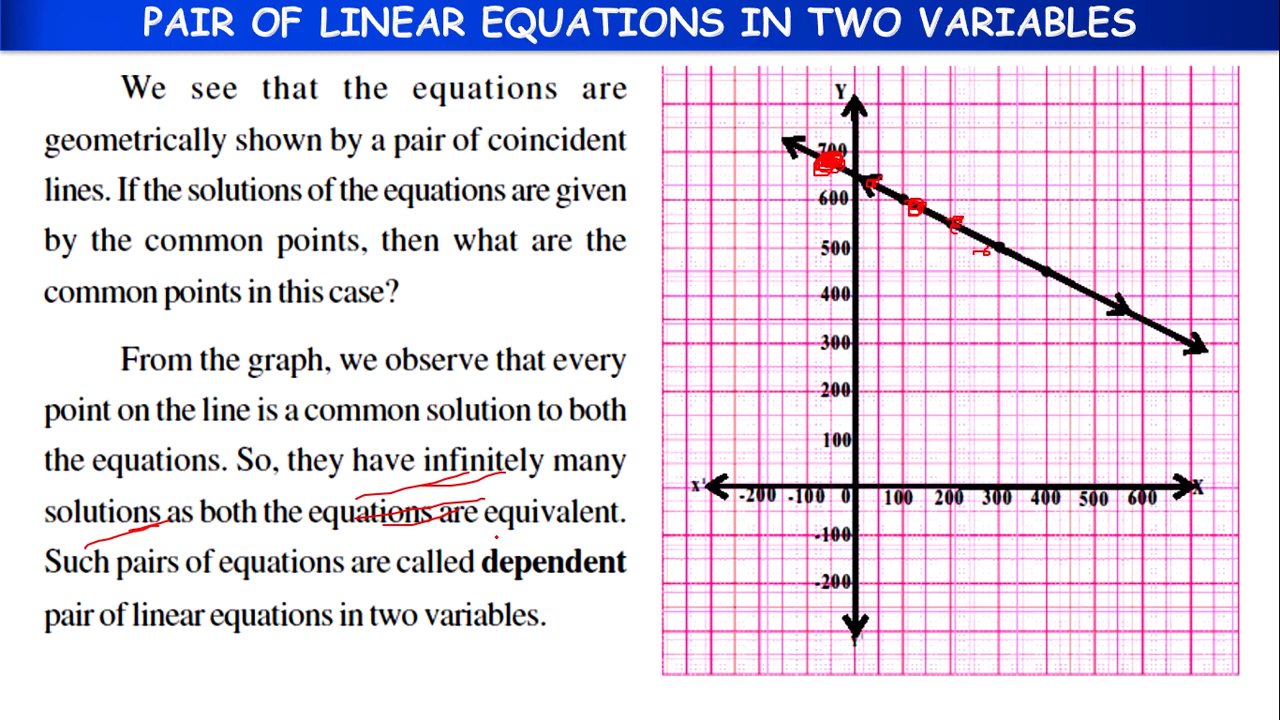 PAIR OF LINEAR EQUATIONS IN TWO VARIABLES
We see that the equations are
geometrically shown by a pair of coincident
lines. If the solutions of the equations are given
by the common points, then what are the
common points in this case?
From the graph, we observe that every
point on the line is a common solution to both
the equations. So, they have infinitely many
solutions as both the equations are equivalent.
Such pairs of equations are called dependent
pair of linear equations in two variables.
Y
700
600
500
400
300
200
100
X' -200 -100 0 100 200 300 400 500 600 X
-100
-200